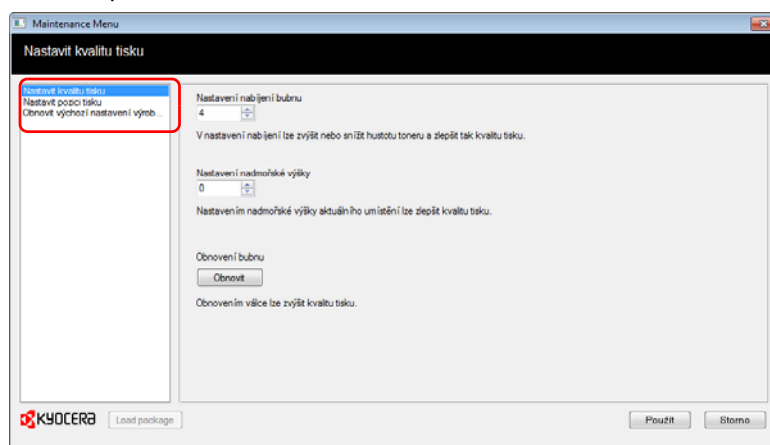 Maintenance Menu
Nastavit kvalitu tisku
Nastavit kvalitu tisku
Nastavit pozici tisku
Obnovit výchozí nastavení výrob...
Nastavení nabíjení bubnu
4
V nastavení nabíjení lze zvýšit nebo snížit hustotu toneru a zlepšit tak kvalitu tisku.
Nastavení nadmořské výšky
0
Nastavením nadmořské výšky aktuálního umístění lze zlepšit kvalitu tisku.
Obnovení bubnu
Obnovit
Obnovením válce lze zvýšit kvalitu tisku.
KYOCERA
Load package
Použít
Storno